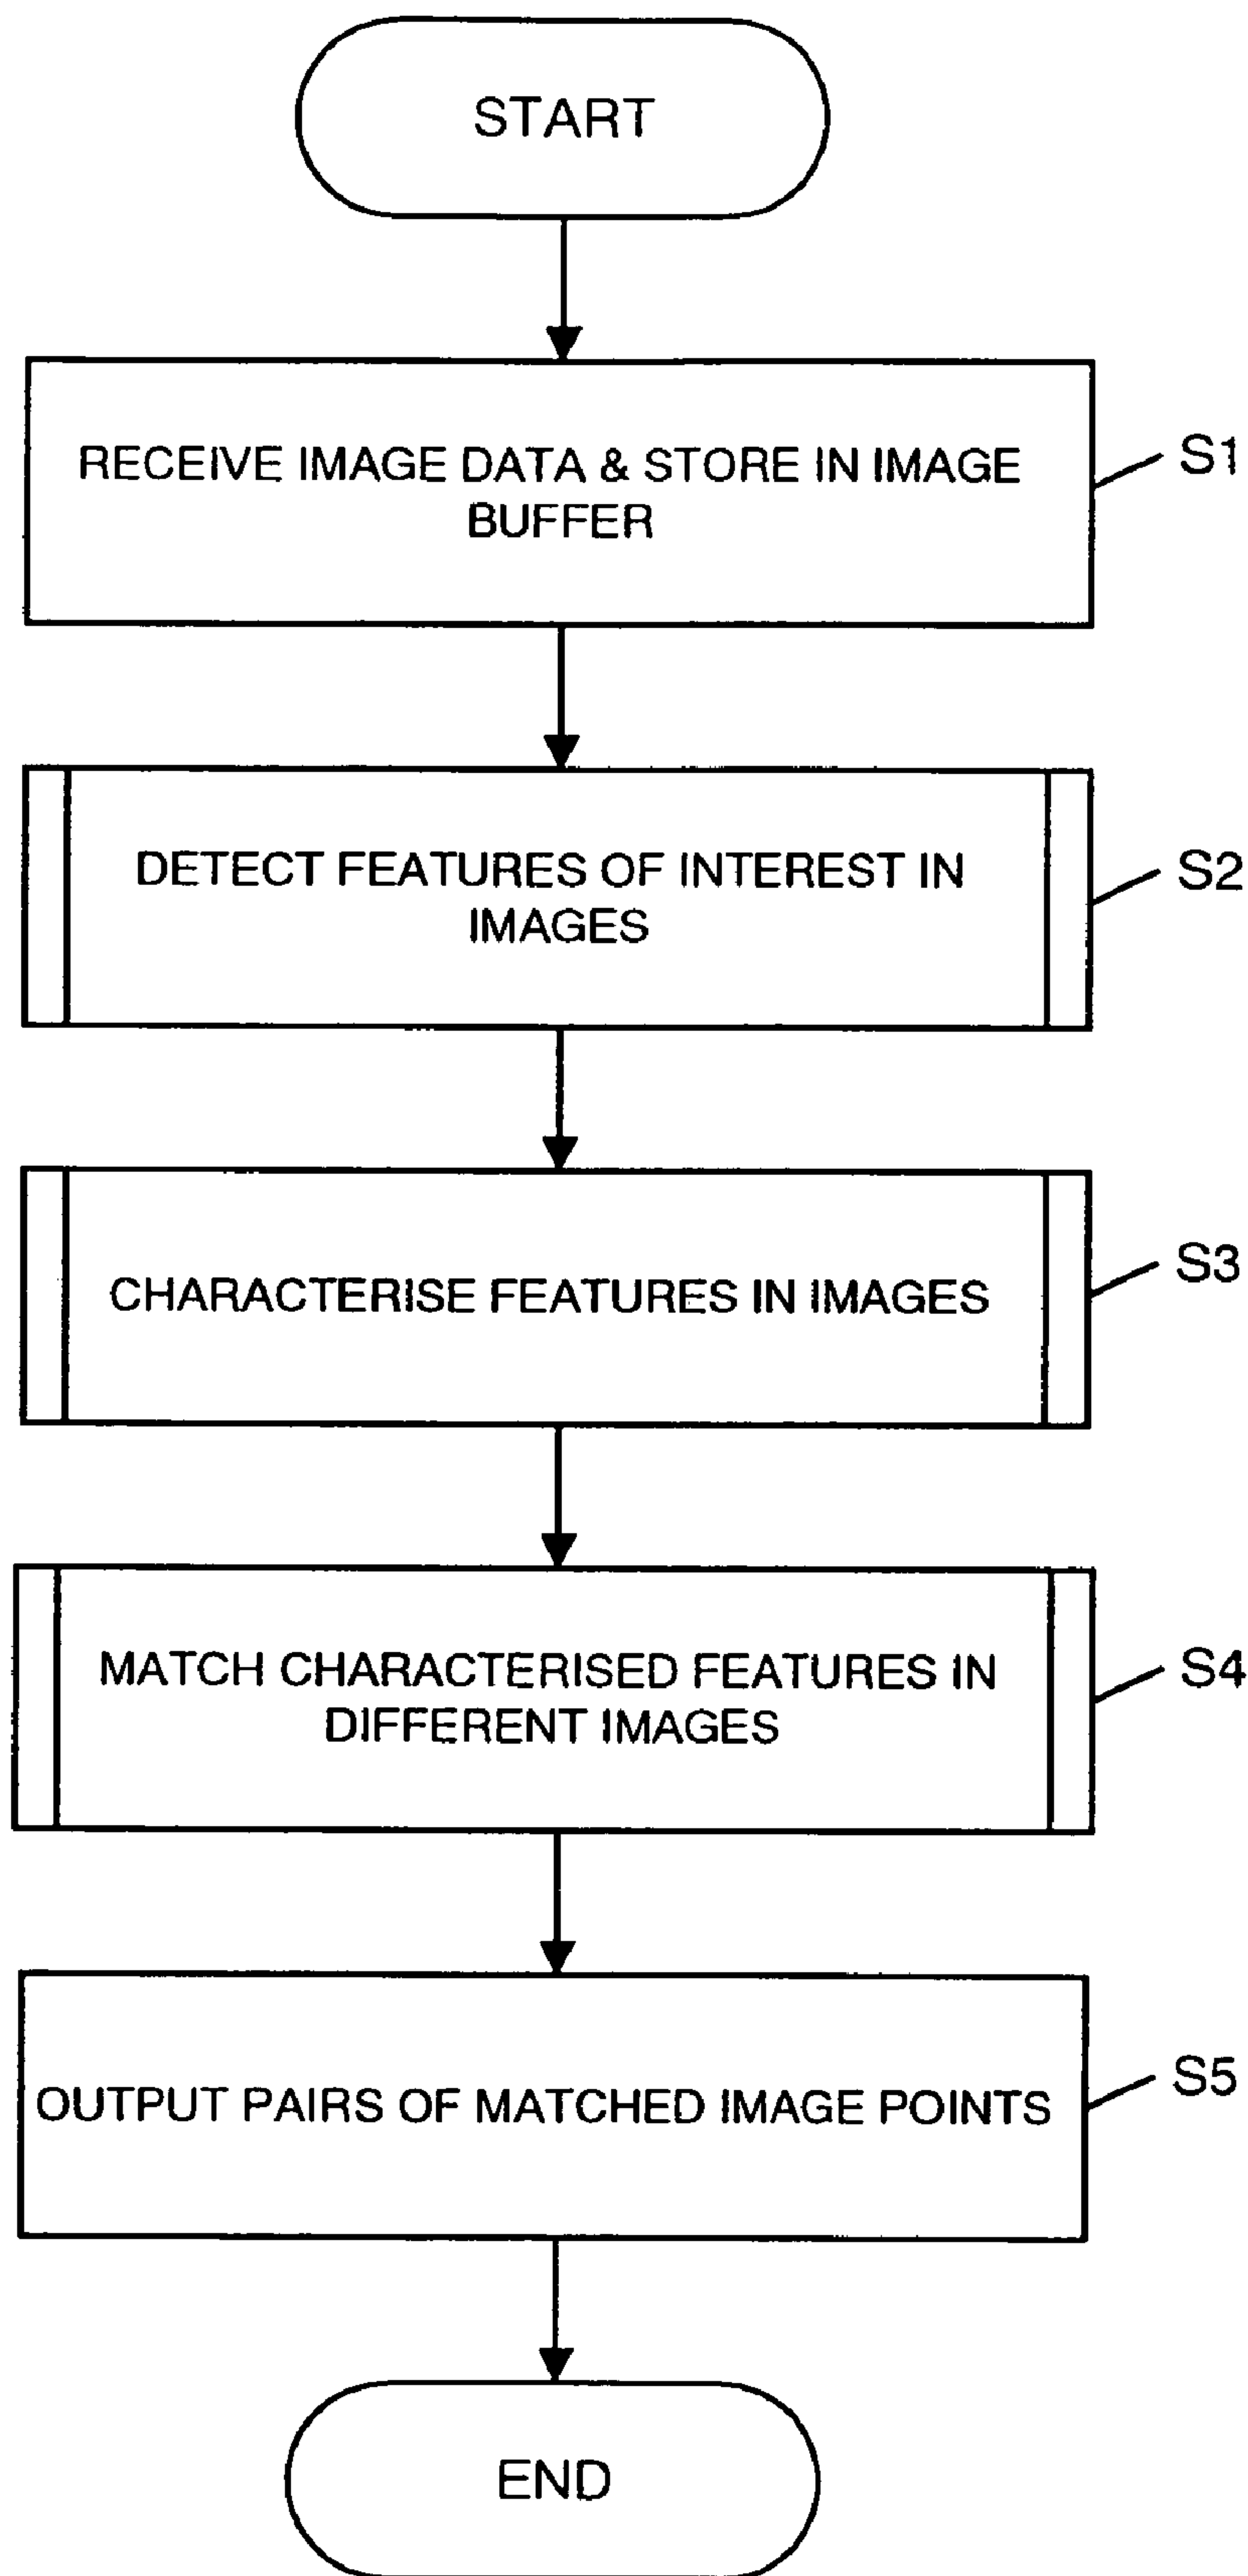 START
RECEIVE IMAGE DATA & STORE IN IMAGE
BUFFER
S1
DETECT FEATURES OF INTEREST IN
IMAGES
S2
CHARACTERISE FEATURES IN IMAGES
S3
MATCH CHARACTERISED FEATURES IN
DIFFERENT IMAGES
S4
OUTPUT PAIRS OF MATCHED IMAGE POINTS
S5
END